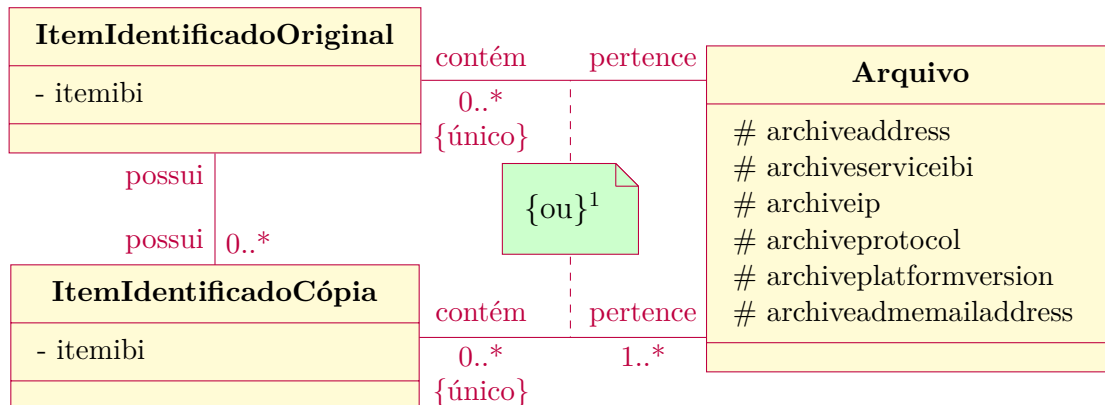 ItemIdentificadoOriginal
- itemibi
contém
pertence
0..*
{único}
Arquivo
# archiveaddress
# archiveserviceibi
# archiveip
# archiveprotocol
# archiveplatformversion
# archiveadmemailaddress
possui
possui
0..*
{ou}¹
ItemIdentificadoCópia
- itemibi
contém
pertence
0..*
1..*
{único}